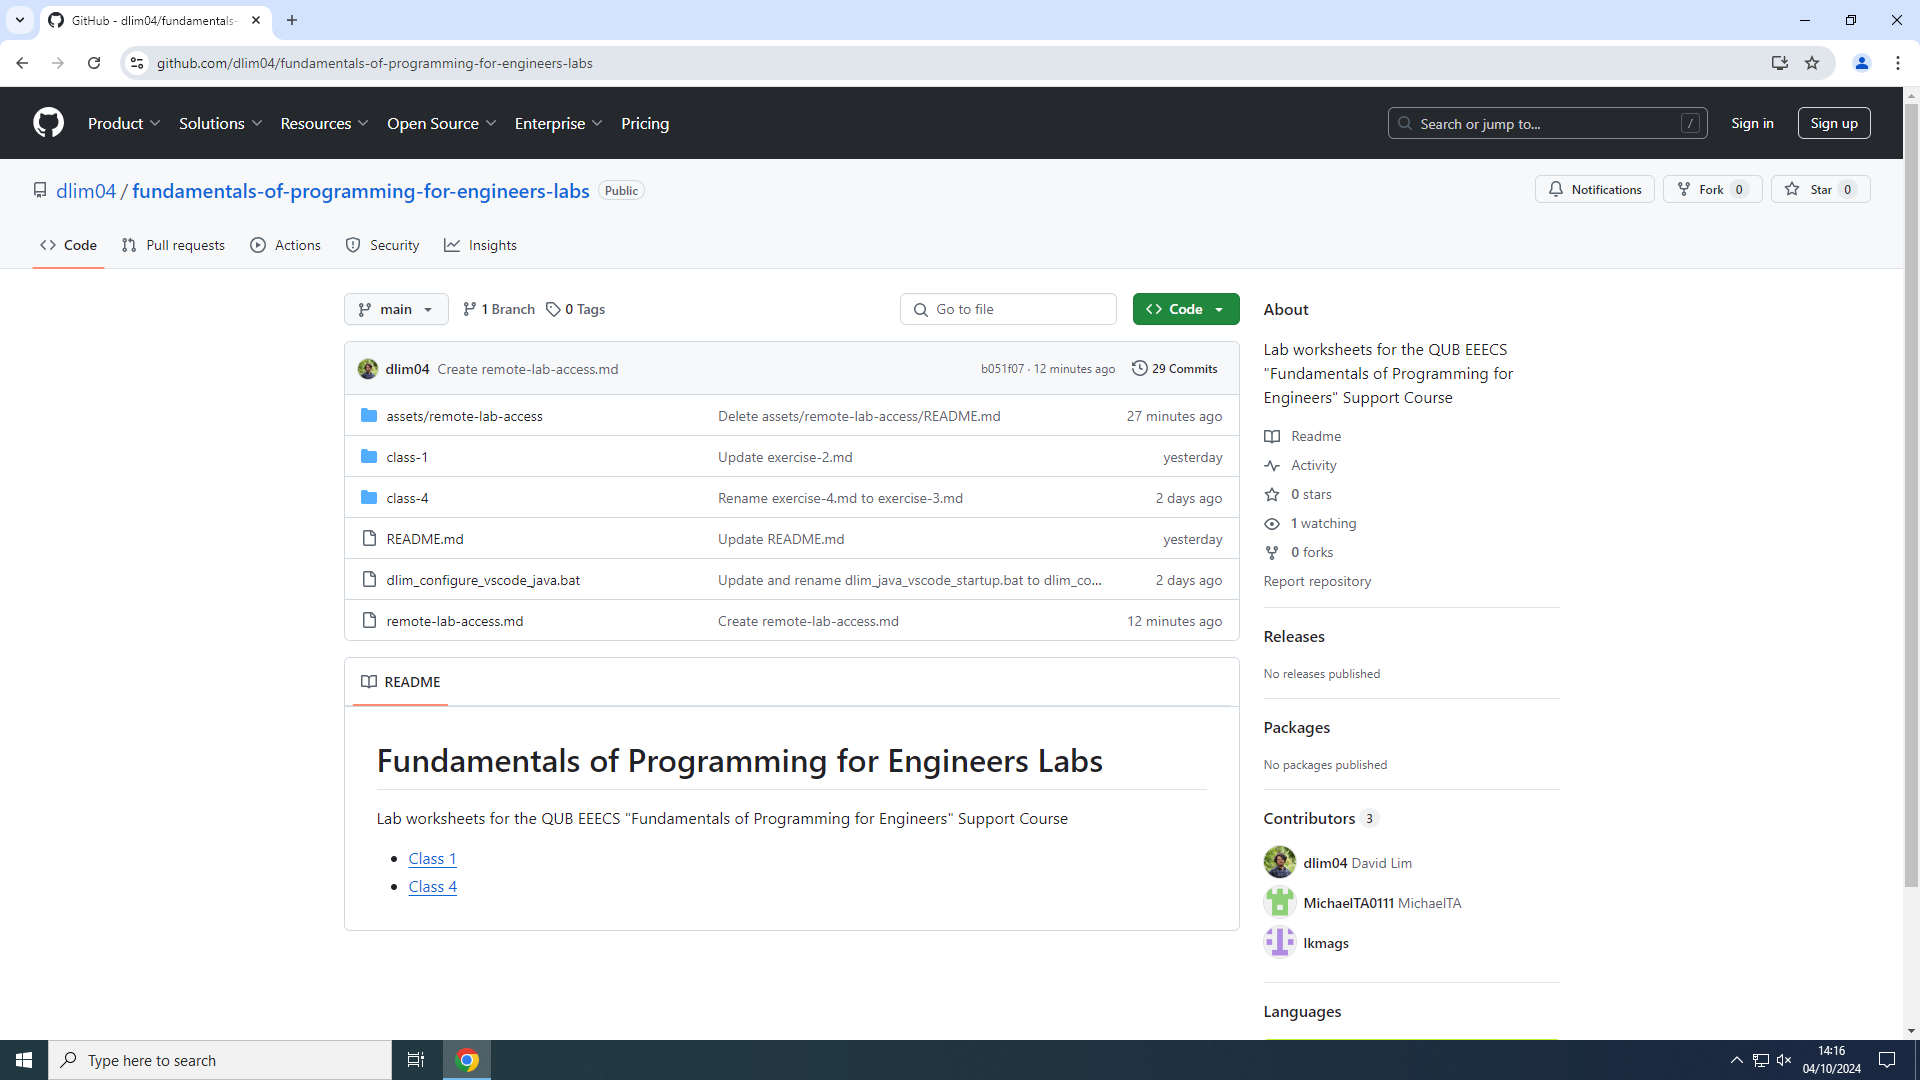 GitHub - dlim04/fundamentals-
github.com/dlim04/fundamentals-of-programming-for-engineers-labs
Product Solutions Resources Open Source Enterprise Pricing Search or jump to... / Sign in Sign up
dlim04 / fundamentals-of-programming-for-engineers-labs Public Notifications Fork 0 Star 0
Code Pull requests Actions Security Insights
main 1 Branch 0 Tags Go to file Code
dlim04 Create remote-lab-access.md b051f07 · 12 minutes ago 29 Commits
assets/remote-lab-access Delete assets/remote-lab-access/README.md 27 minutes ago
class-1 Update exercise-2.md yesterday
class-4 Rename exercise-4.md to exercise-3.md 2 days ago
README.md Update README.md yesterday
dlim_configure_vscode_java.bat Update and rename dlim_java_vscode_startup.bat to dlim_co... 2 days ago
remote-lab-access.md Create remote-lab-access.md 12 minutes ago
README
Fundamentals of Programming for Engineers Labs
Lab worksheets for the QUB EEECS "Fundamentals of Programming for Engineers" Support Course
Class 1
Class 4
About
Lab worksheets for the QUB EEECS
"Fundamentals of Programming for
Engineers" Support Course
Readme
Activity
0 stars
1 watching
0 forks
Report repository
Releases
No releases published
Packages
No packages published
Contributors 3
dlim04 David Lim
MichaelTA0111 MichaelTA
lkmags
Languages
Type here to search
14:16
04/10/2024